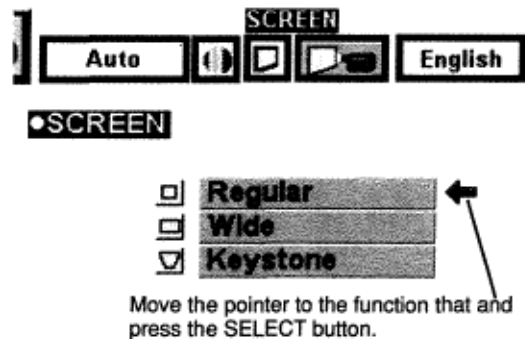 SCREEN
Auto English
•SCREEN
Regular
Wide
Keystone
Move the pointer to the function that and
press the SELECT button.